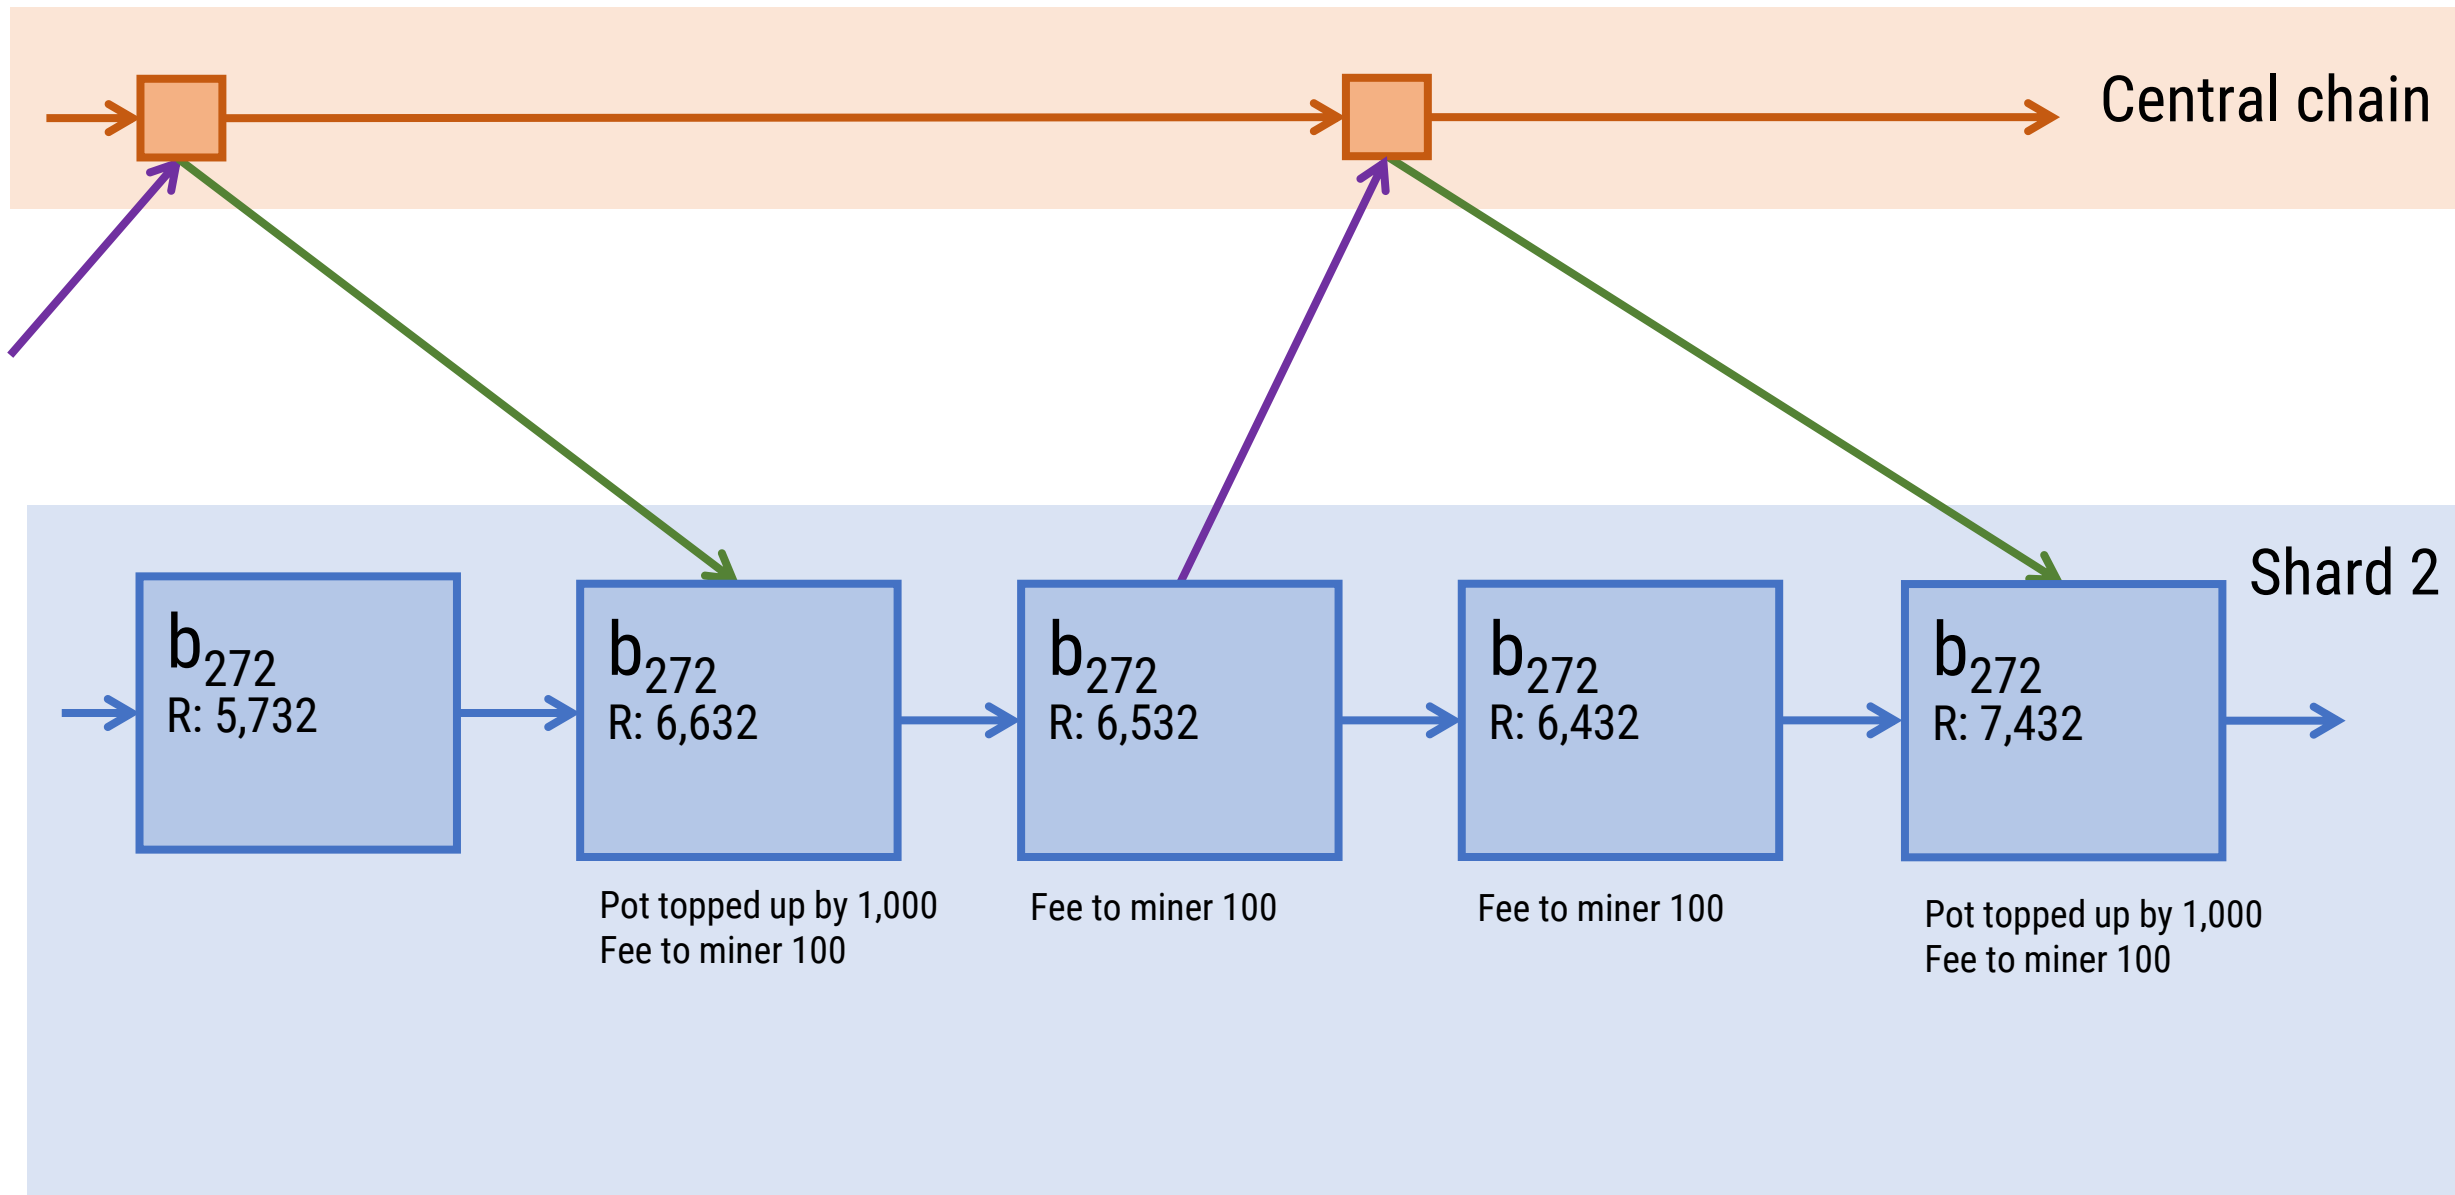 Central chain
Shard 2
b272
R: 5,732
b272
R: 6,632
b272
R: 6,532
b272
R: 6,432
b272
R: 7,432
Pot topped up by 1,000
Fee to miner 100
Fee to miner 100
Fee to miner 100
Pot topped up by 1,000
Fee to miner 100